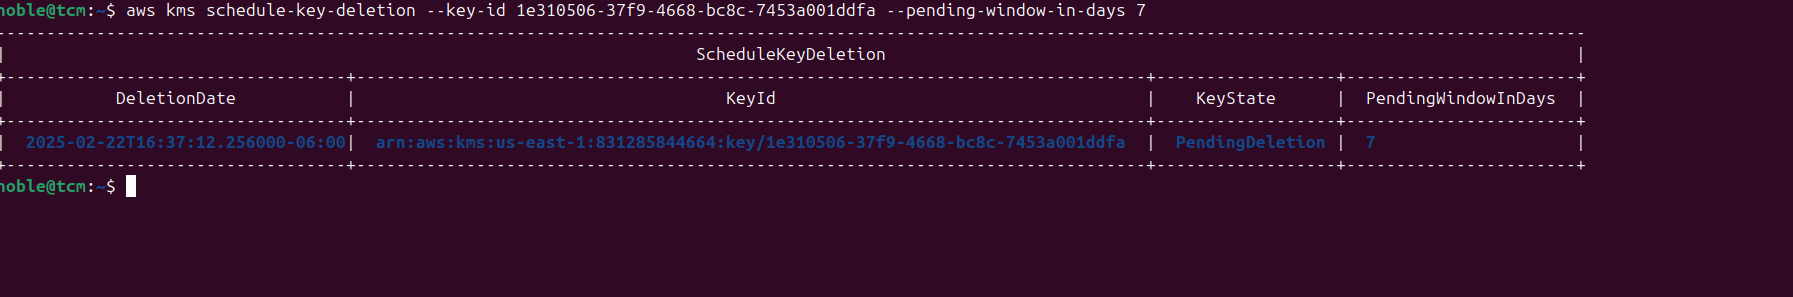 noble@tcm:~$ aws kms schedule-key-deletion --key-id 1e310506-37f9-4668-bc8c-7453a001ddfa --pending-window-in-days 7
ScheduleKeyDeletion
DeletionDate | KeyId | KeyState | PendingWindowInDays |
2025-02-22T16:37:12.256000-06:00| arn:aws:kms:us-east-1:831285844664:key/1e310506-37f9-4668-bc8c-7453a001ddfa | PendingDeletion | 7 |
noble@tcm:~$